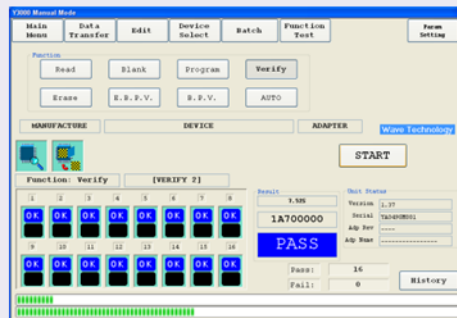 Y3000 Manual Mode
Main Menu
Data Transfer
Edit
Device Select
Batch
Function Test
Param Setting
Function
Read
Blank
Program
Verify
Erase
E.B.P.V.
B.P.V.
AUTO
MANUFACTURE
DEVICE
ADAPTER
Wave Technology
START
Function: Verify
[VERIFY 2]
1 2 3 4 5 6 7 8
OK OK OK OK OK OK OK OK
9 10 11 12 13 14 15 16
OK OK OK OK OK OK OK OK
Result
1A700000
PASS
Pass: 16
Fail: 0
Unit Status
Version 1.37
Serial
Adp Rev ----
Adp Name ----------------
History